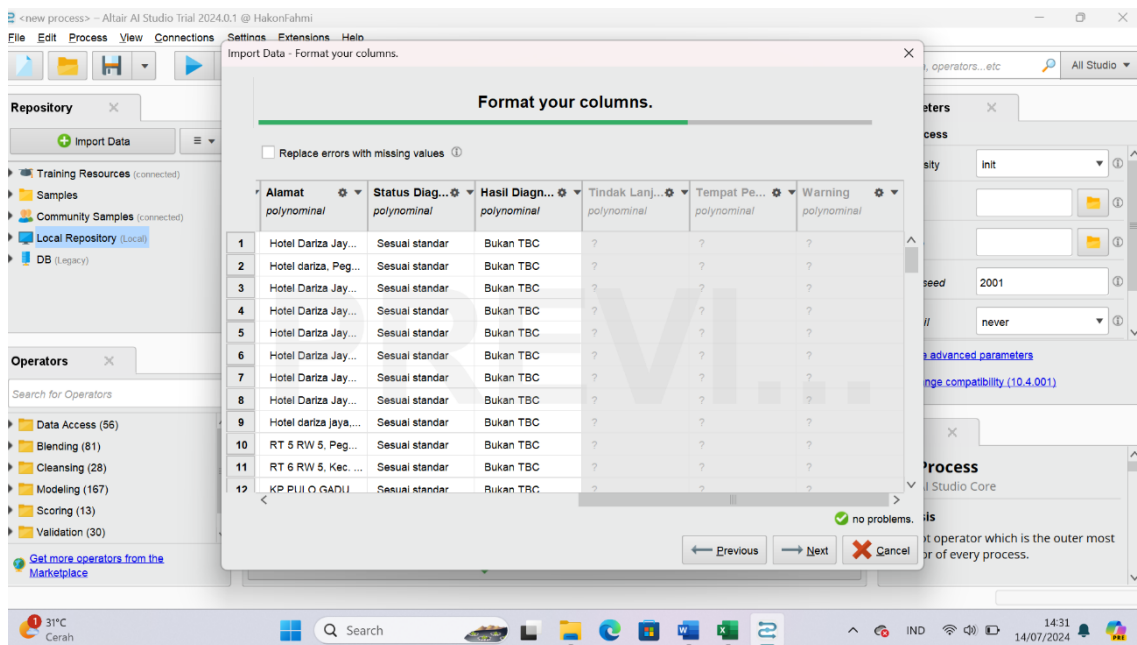 <new process> – Altair AI Studio Trial 2024.0.1 @ HakonFahmi
File Edit Process View Connections Settings Extensions Help
Import Data - Format your columns.
operators...etc
All Studio
Repository
Import Data
Training Resources (connected)
Samples
Community Samples (connected)
Local Repository (Local)
DB (Legacy)
Operators
Search for Operators
Data Access (56)
Blending (81)
Cleansing (28)
Modeling (167)
Scoring (13)
Validation (30)
Get more operators from the
Marketplace
Format your columns.
Replace errors with missing values
Alamat Status Diag... Hasil Diagn... Tindak Lanj... Tempat Pe... Warning
polynominal polynominal polynominal polynominal polynominal polynominal
1 Hotel Dariza Jay... Sesuai standar Bukan TBC ? ? ?
2 Hotel dariza, Peg... Sesuai standar Bukan TBC ? ? ?
3 Hotel Dariza Jay... Sesuai standar Bukan TBC ? ? ?
4 Hotel Dariza Jay... Sesuai standar Bukan TBC ? ? ?
5 Hotel Dariza Jay... Sesuai standar Bukan TBC ? ? ?
6 Hotel Dariza Jay... Sesuai standar Bukan TBC ? ? ?
7 Hotel Dariza Jay... Sesuai standar Bukan TBC ? ? ?
8 Hotel Dariza Jay... Sesuai standar Bukan TBC ? ? ?
9 Hotel dariza jaya,... Sesuai standar Bukan TBC ? ? ?
10 RT 5 RW 5, Peg... Sesuai standar Bukan TBC ? ? ?
11 RT 6 RW 5, Kec. ... Sesuai standar Bukan TBC ? ? ?
12 KP PULO GADU Sesuai standar Bukan TBC ? ? ?
PREVI...
no problems.
Previous Next Cancel
eters
cess
sity init
seed 2001
il never
advanced parameters
nge compatibility (10.4.001)
Process
I Studio Core
sis
ot operator which is the outer most
or of every process.
1
31°C
Cerah
Search
IND
14:31
14/07/2024
PRE